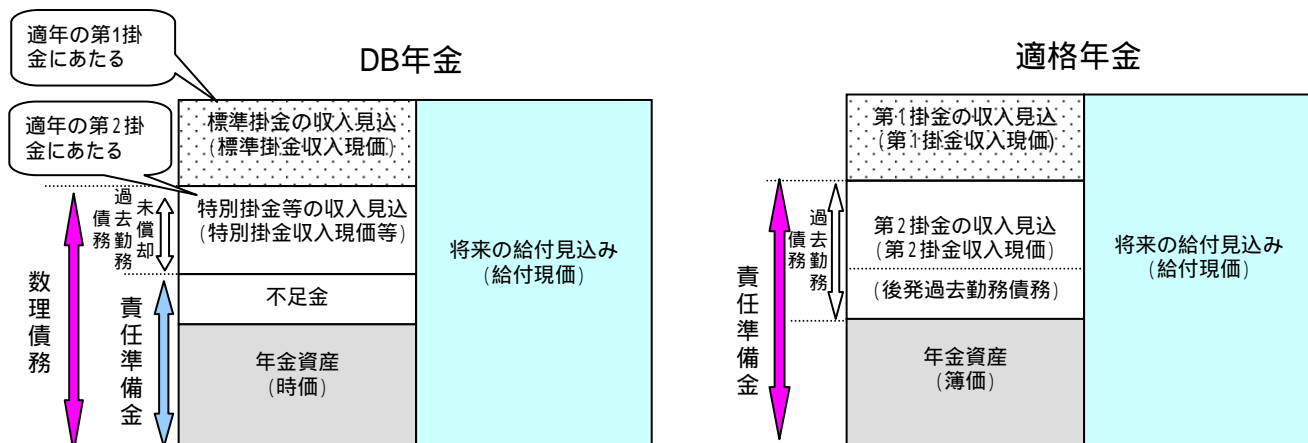 適年の第1掛
金にあたる
DB年金
適年の第2掛
金にあたる
標準掛金の収入見込
(標準掛金収入現価)
特別掛金等の収入見込
(特別掛金収入現価等)
不足金
年金資産
(時価)
将来の給付見込み
(給付現価)
数理債務
未償却
過去勤務
債務
責任準備金
適格年金
第1掛金の収入見込
(第1掛金収入現価)
第2掛金の収入見込
(第2掛金収入現価)
(後発過去勤務債務)
年金資産
(簿価)
将来の給付見込み
(給付現価)
責任準備金
過去勤務
債務